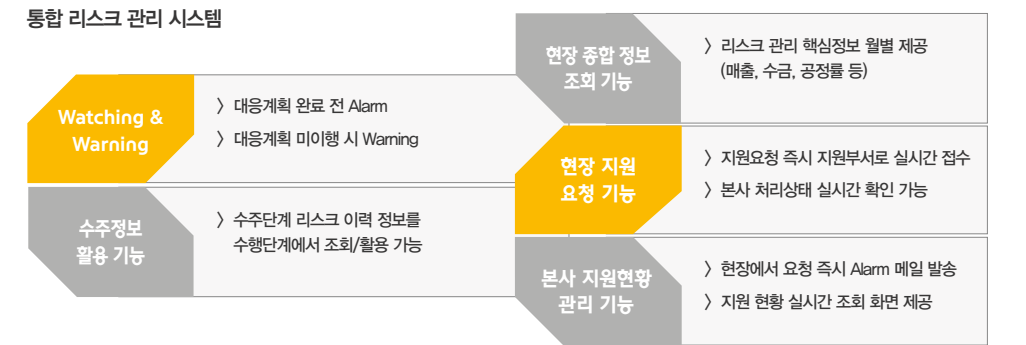 통합 리스크 관리 시스템
Watching &
Warning
〉 대응계획 완료 전 Alarm
〉 대응계획 미이행 시 Warning
수주정보
활용 기능
〉 수주단계 리스크 이력 정보를
수행단계에서 조회/활용 가능
현장 종합 정보
조회 기능
〉 리스크 관리 핵심정보 월별 제공
(매출, 수금, 공정률 등)
현장 지원
요청 기능
〉 지원요청 즉시 지원부서로 실시간 접수
〉 본사 처리상태 실시간 확인 가능
본사 지원현황
관리 기능
〉 현장에서 요청 즉시 Alarm 메일 발송
〉 지원 현황 실시간 조회 화면 제공